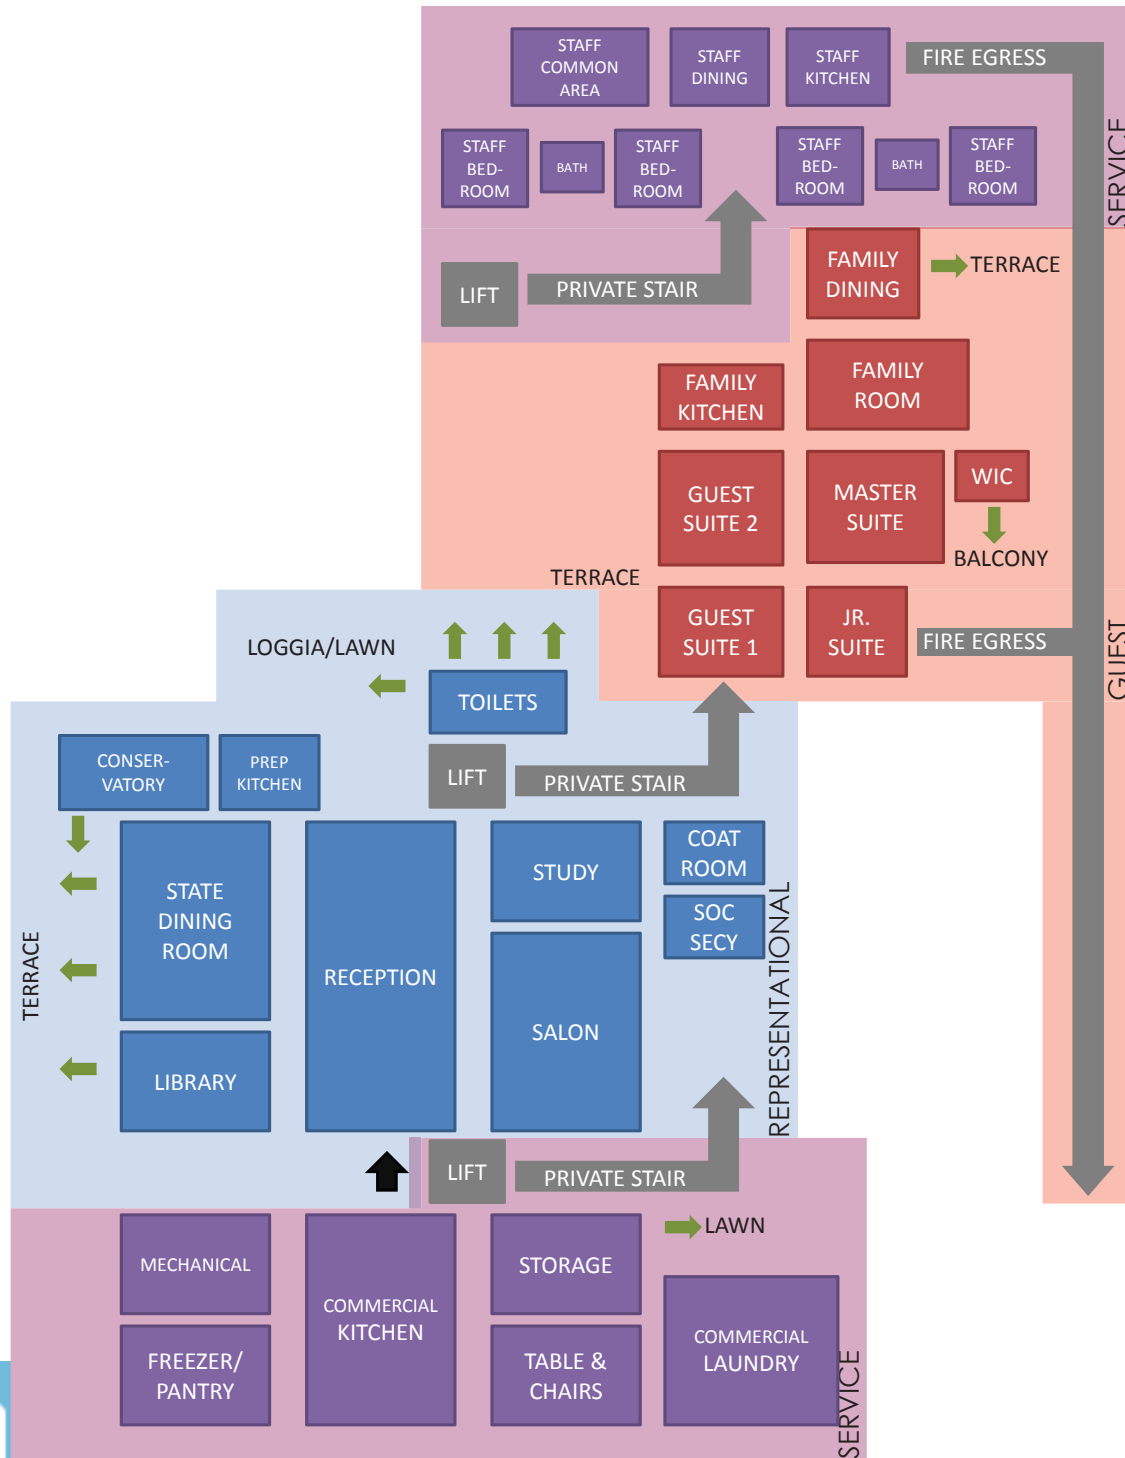 STAFF
COMMON
AREA
STAFF
DINING
STAFF
KITCHEN
FIRE EGRESS
STAFF
BED-
ROOM
BATH
STAFF
BED-
ROOM
STAFF
BED-
ROOM
BATH
STAFF
BED-
ROOM
SERVICE
LIFT
PRIVATE STAIR
FAMILY
DINING
TERRACE
FAMILY
KITCHEN
FAMILY
ROOM
GUEST
SUITE 2
MASTER
SUITE
WIC
BALCONY
TERRACE
GUEST
SUITE 1
JR.
SUITE
FIRE EGRESS
GUEST
LOGGIA/LAWN
TOILETS
LIFT
PRIVATE STAIR
CONSER-
VATORY
PREP
KITCHEN
STATE
DINING
ROOM
RECEPTION
STUDY
COAT
ROOM
SOC
SECY
TERRACE
LIBRARY
SALON
REPRESENTATIONAL
LIFT
PRIVATE STAIR
LAWN
MECHANICAL
COMMERCIAL
KITCHEN
STORAGE
FREEZER/
PANTRY
TABLE &
CHAIRS
COMMERCIAL
LAUNDRY
SERVICE